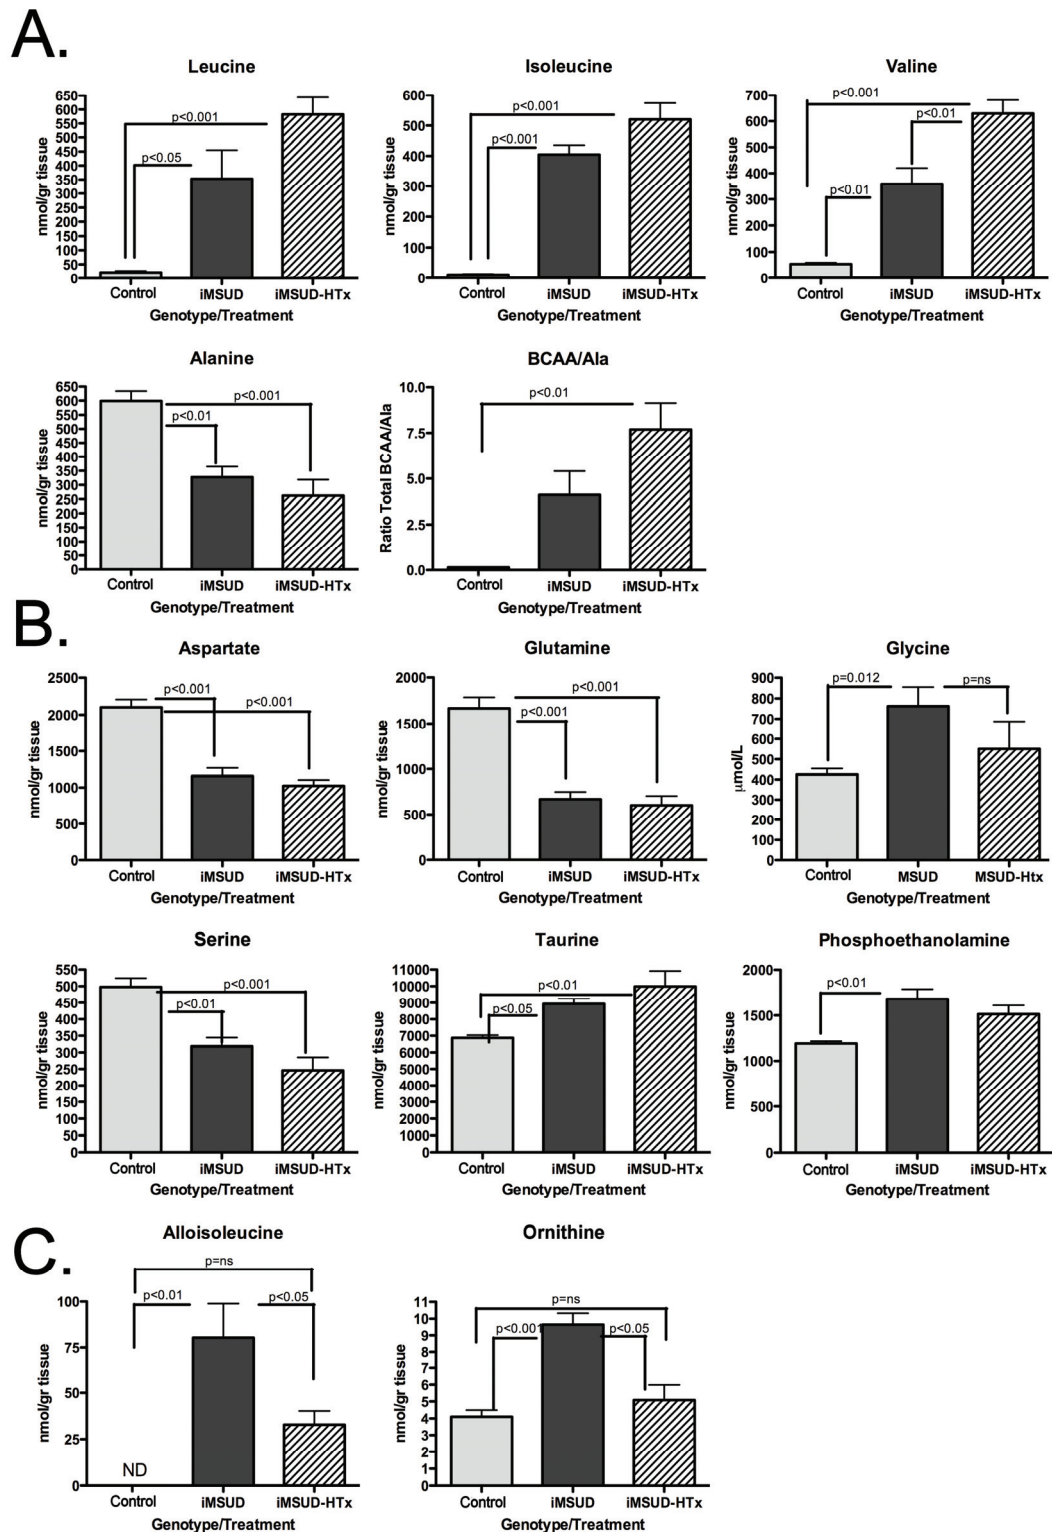 A.
Leucine
nmol/gr tissue
650
600
550
500
450
400
350
300
250
200
150
100
50
0
p<0.001
p<0.05
Control iMSUD iMSUD-HTx
Genotype/Treatment
Isoleucine
nmol/gr tissue
600
500
400
300
200
100
0
p<0.001
p<0.001
Control iMSUD iMSUD-HTx
Genotype/Treatment
Valine
nmol/gr tissue
700
600
500
400
300
200
100
0
p<0.001
p<0.01
p<0.01
Control iMSUD iMSUD-HTx
Genotype/Treatment
Alanine
nmol/gr tissue
650
600
550
500
450
400
350
300
250
200
150
100
50
0
p<0.001
p<0.01
Control iMSUD iMSUD-HTx
Genotype/Treatment
BCAA/Ala
Ratio Total BCAA/Ala
10.0
7.5
5.0
2.5
0.0
p<0.01
Control iMSUD iMSUD-HTx
Genotype/Treatment
B.
Aspartate
nmol/gr tissue
2500
2000
1500
1000
500
0
p<0.001
p<0.001
Control iMSUD iMSUD-HTx
Genotype/Treatment
Glutamine
nmol/gr tissue
2000
1500
1000
500
0
p<0.001
p<0.001
Control iMSUD iMSUD-HTx
Genotype/Treatment
Glycine
µmol/L
900
800
700
600
500
400
300
200
100
0
p=0.012
p=ns
Control MSUD MSUD-Htx
Genotype/Treatment
Serine
nmol/gr tissue
550
500
450
400
350
300
250
200
150
100
50
0
p<0.001
p<0.01
Control iMSUD iMSUD-HTx
Genotype/Treatment
Taurine
nmol/gr tissue
11000
10000
9000
8000
7000
6000
5000
4000
3000
2000
1000
0
p<0.01
p<0.05
Control iMSUD iMSUD-HTx
Genotype/Treatment
Phosphoethanolamine
nmol/gr tissue
2000
1500
1000
500
0
p<0.01
Control iMSUD iMSUD-HTx
Genotype/Treatment
C.
Alloisoleucine
nmol/gr tissue
100
75
50
25
0
p=ns
p<0.01
p<0.05
ND
Control iMSUD iMSUD-HTx
Genotype/Treatment
Ornithine
nmol/gr tissue
11
10
9
8
7
6
5
4
3
2
1
0
p=ns
p<0.001
p<0.05
Control iMSUD iMSUD-HTx
Genotype/Treatment